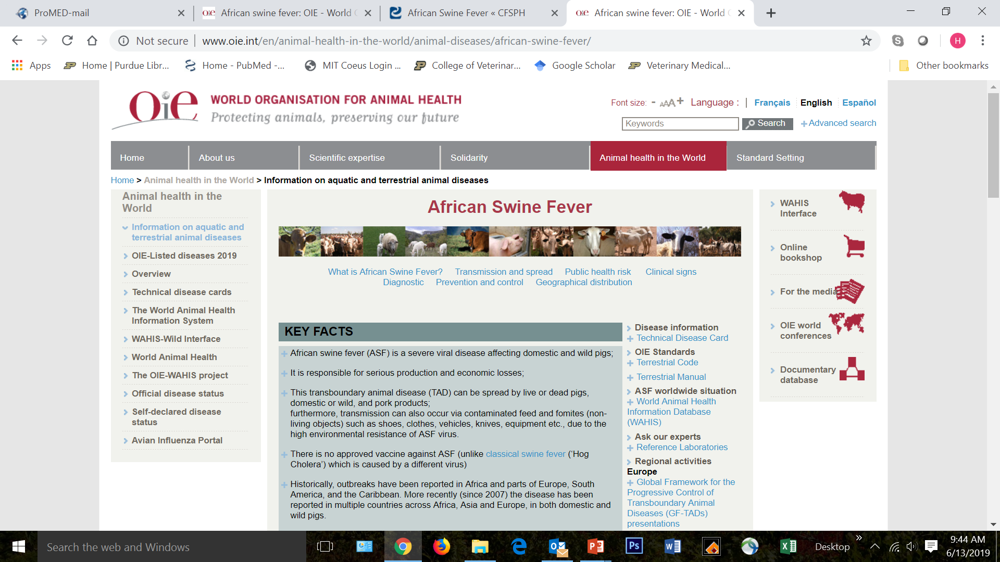 ProMED-mail
African swine fever: OIE - World
African Swine Fever « CFSPH
African swine fever: OIE - World
Not secure
www.oie.int/en/animal-health-in-the-world/animal-diseases/african-swine-fever/
H
Apps
Home | Purdue Libr...
Home - PubMed -...
MIT Coeus Login ...
College of Veterinar...
Google Scholar
Veterinary Medical...
Other bookmarks
Oie
WORLD ORGANISATION FOR ANIMAL HEALTH
Protecting animals, preserving our future
Font size: - AAA + Language : | Français English Español
Keywords Search Advanced search
Home
About us
Scientific expertise
Solidarity
Animal health in the World
Standard Setting
Home > Animal health in the World > Information on aquatic and terrestrial animal diseases
Animal health in the
World
Information on aquatic and
terrestrial animal diseases
OIE-Listed diseases 2019
Overview
Technical disease cards
The World Animal Health
Information System
WAHIS-Wild Interface
World Animal Health
The OIE-WAHIS project
Official disease status
Self-declared disease
status
Avian Influenza Portal
African Swine Fever
What is African Swine Fever? Transmission and spread Public health risk Clinical signs
Diagnostic Prevention and control Geographical distribution
KEY FACTS
African swine fever (ASF) is a severe viral disease affecting domestic and wild pigs;
It is responsible for serious production and economic losses;
This transboundary animal disease (TAD) can be spread by live or dead pigs,
domestic or wild, and pork products;
furthermore, transmission can also occur via contaminated feed and fomites (non-
living objects) such as shoes, clothes, vehicles, knives, equipment etc., due to the
high environmental resistance of ASF virus.
There is no approved vaccine against ASF (unlike classical swine fever (‘Hog
Cholera’) which is caused by a different virus)
Historically, outbreaks have been reported in Africa and parts of Europe, South
America, and the Caribbean. More recently (since 2007) the disease has been
reported in multiple countries across Africa, Asia and Europe, in both domestic and
wild pigs.
Disease information
Technical Disease Card
OIE Standards
Terrestrial Code
Terrestrial Manual
ASF worldwide situation
World Animal Health
Information Database
(WAHIS)
Ask our experts
Reference Laboratories
Regional activities
Europe
Global Framework for the
Progressive Control of
Transboundary Animal
Diseases (GF-TADs)
presentations
WAHIS
Interface
Online
bookshop
For the media
OIE world
conferences
Documentary
database
Search the web and Windows
Desktop
9:44 AM
6/13/2019